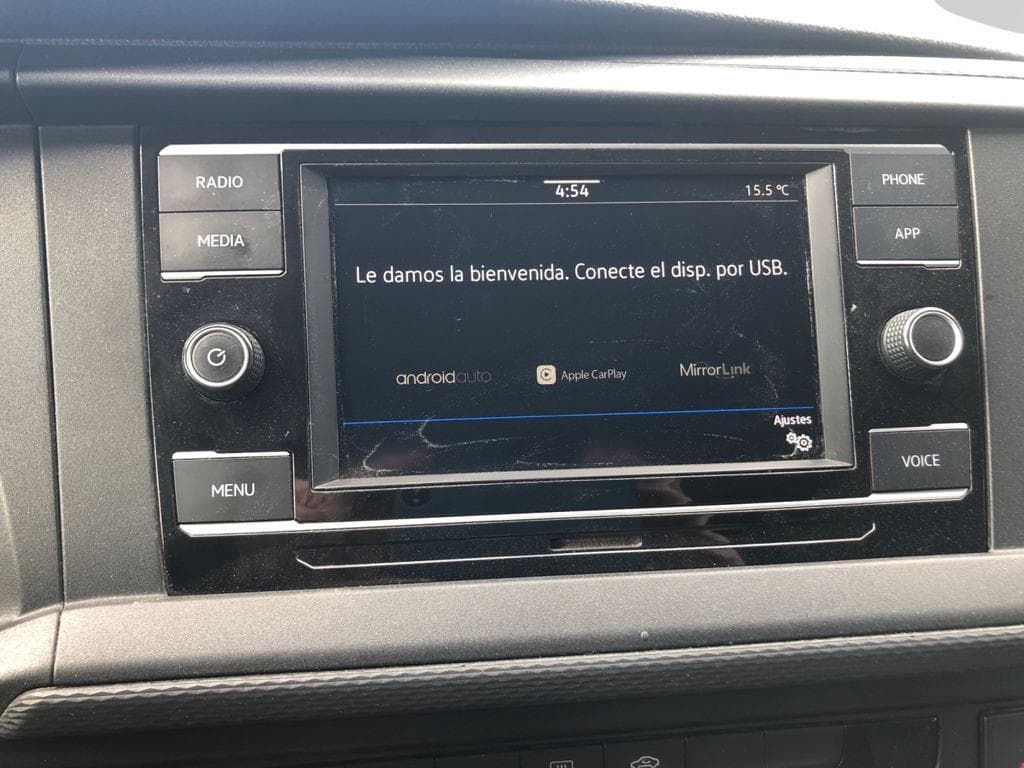 RADIO
MEDIA
MENU
4:54
15.5 °C
Le damos la bienvenida. Conecte el disp. por USB.
androidauto
Apple CarPlay
MirrorLink
Ajustes
PHONE
APP
VOICE